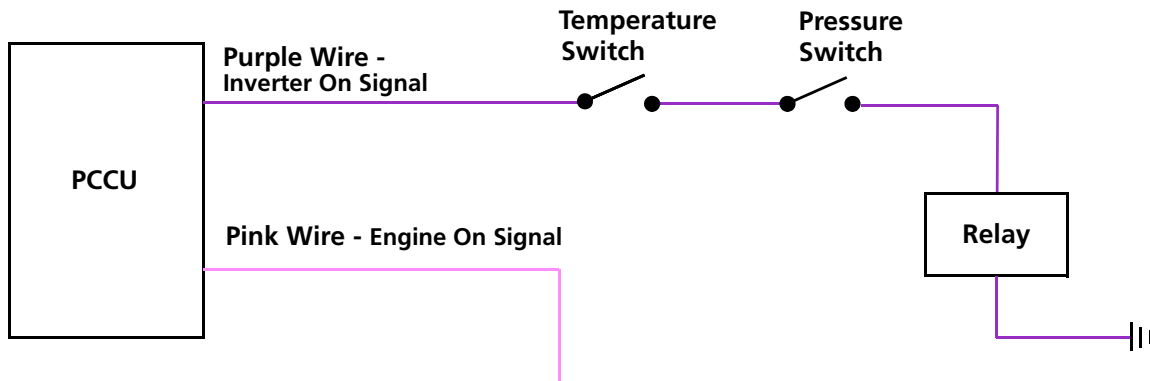 Temperature
Switch
Pressure
Switch
Purple Wire -
Inverter On Signal
PCCU
Pink Wire - Engine On Signal
Relay